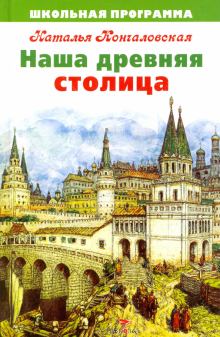 ШКОЛЬНАЯ ПРОГРАММА
Наталья Кончаловская
Наша древняя
столица